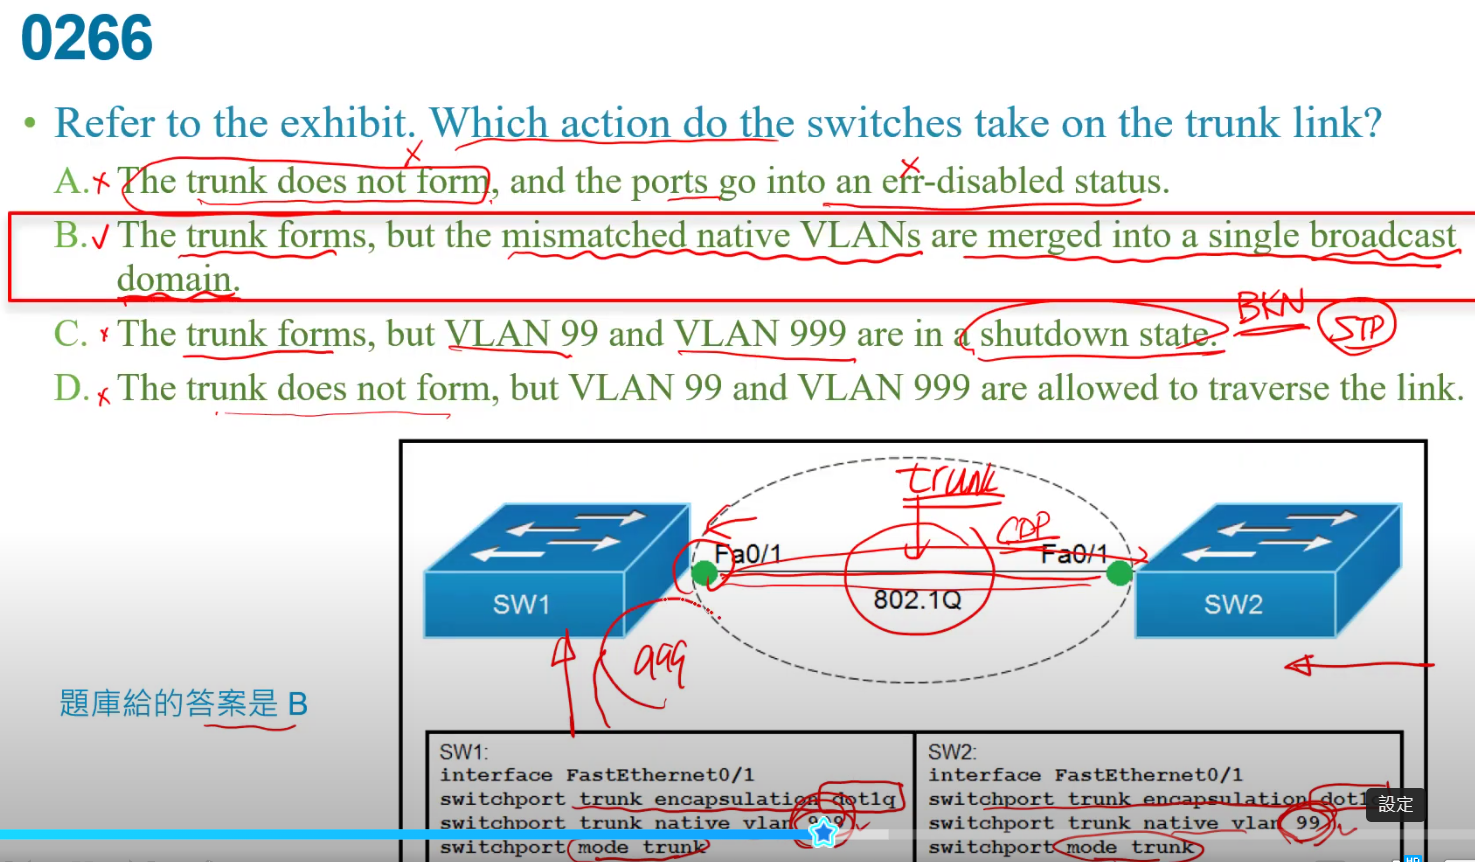 0266
• Refer to the exhibit. Which action do the switches take on the trunk link?
A. The trunk does not form, and the ports go into an err-disabled status.
B. The trunk forms, but the mismatched native VLANs are merged into a single broadcast
domain.
C. The trunk forms, but VLAN 99 and VLAN 999 are in a shutdown state.
BKN
STP
D. The trunk does not form, but VLAN 99 and VLAN 999 are allowed to traverse the link.
trunk
CDP
Fa0/1
Fa0/1
802.1Q
SW1
SW2
999
題庫給的答案是 B
SW1:
interface FastEthernet0/1
switchport trunk encapsulation dot1q
switchport trunk native vlan
switchport mode trunk
SW2:
interface FastEthernet0/1
switchport trunk encapsulation
switchport trunk native vlan 99
switchport mode trunk
設定
HD